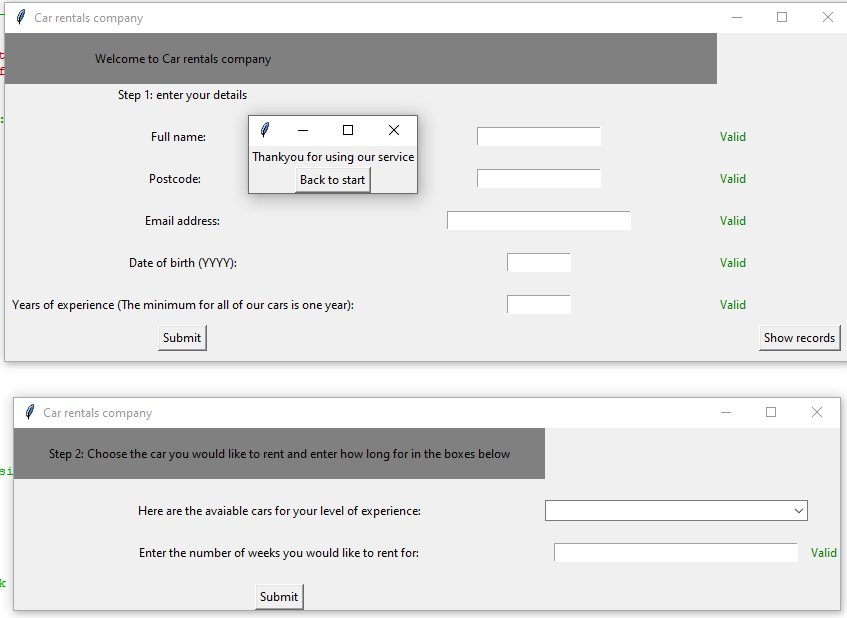 Car rentals company
Welcome to Car rentals company
Step 1: enter your details
Full name:
Valid
Thankyou for using our service
Back to start
Postcode:
Valid
Email address:
Valid
Date of birth (YYYY):
Valid
Years of experience (The minimum for all of our cars is one year):
Valid
Submit
Show records
Car rentals company
Step 2: Choose the car you would like to rent and enter how long for in the boxes below
Here are the avaiable cars for your level of experience:
Enter the number of weeks you would like to rent for:
Valid
Submit